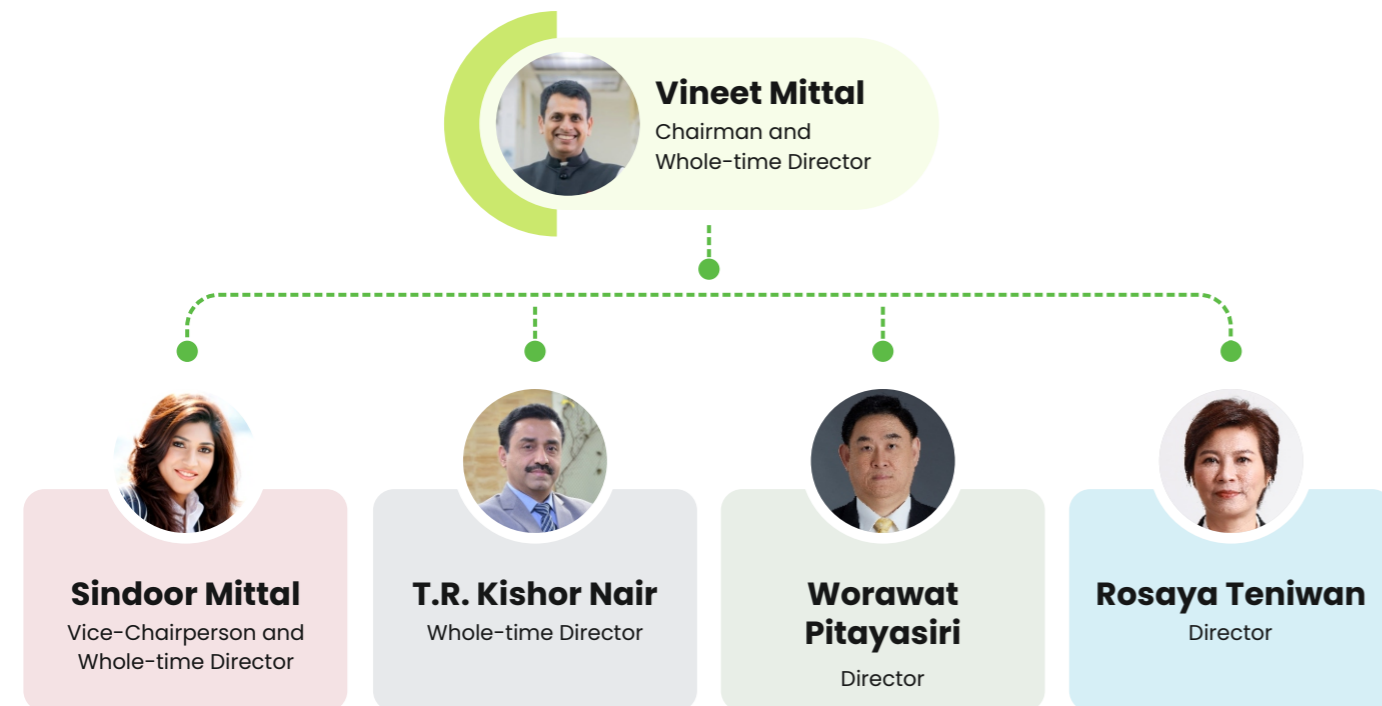 Vineet Mittal
Chairman and
Whole-time Director
Sindoor Mittal
Vice-Chairperson and
Whole-time Director
T.R. Kishor Nair
Whole-time Director
Worawat
Pitayasiri
Director
Rosaya Teniwan
Director